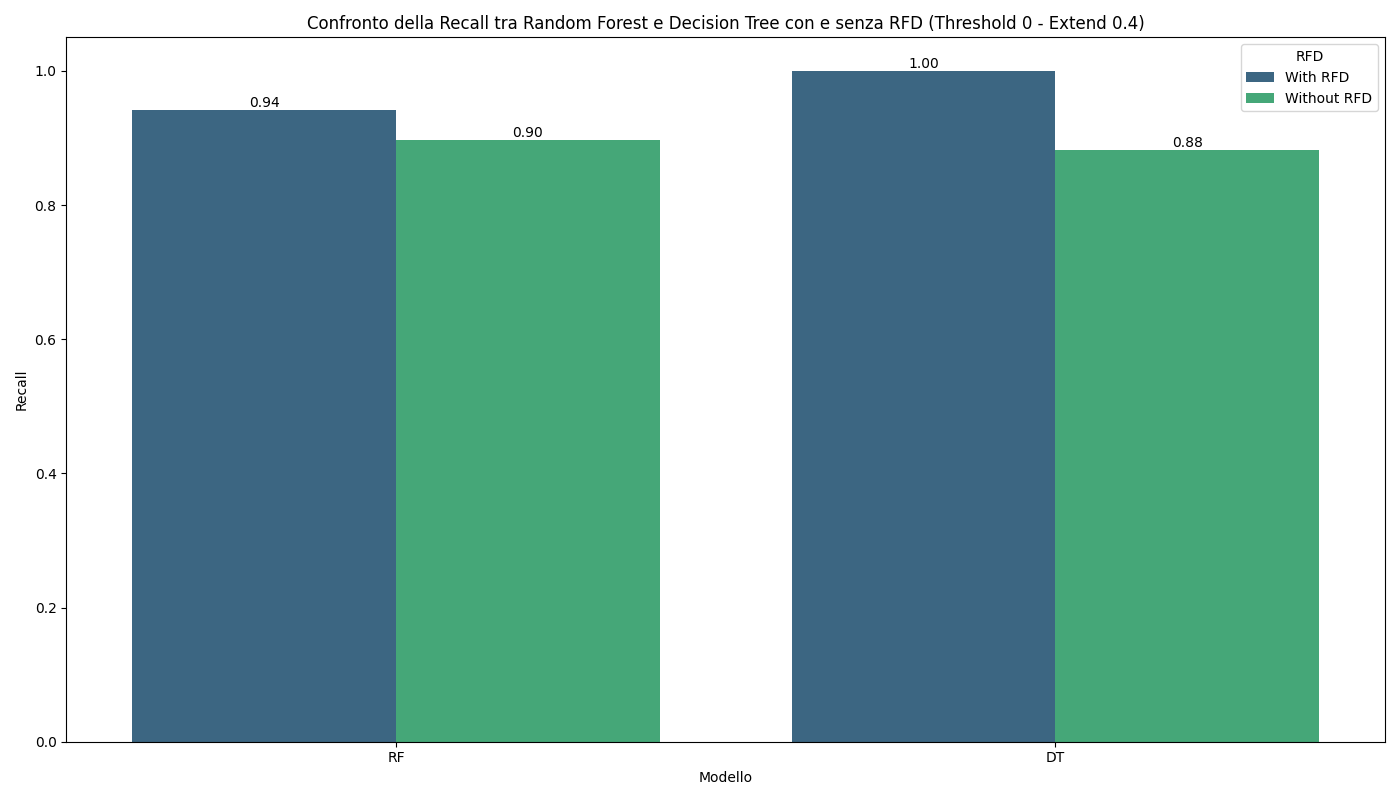 Confronto della Recall tra Random Forest e Decision Tree con e senza RFD (Threshold 0 - Extend 0.4)
RFD
With RFD
Without RFD
1.0
0.8
0.6
0.4
0.2
0.0
Recall
0.94
0.90
1.00
0.88
RF
DT
Modello